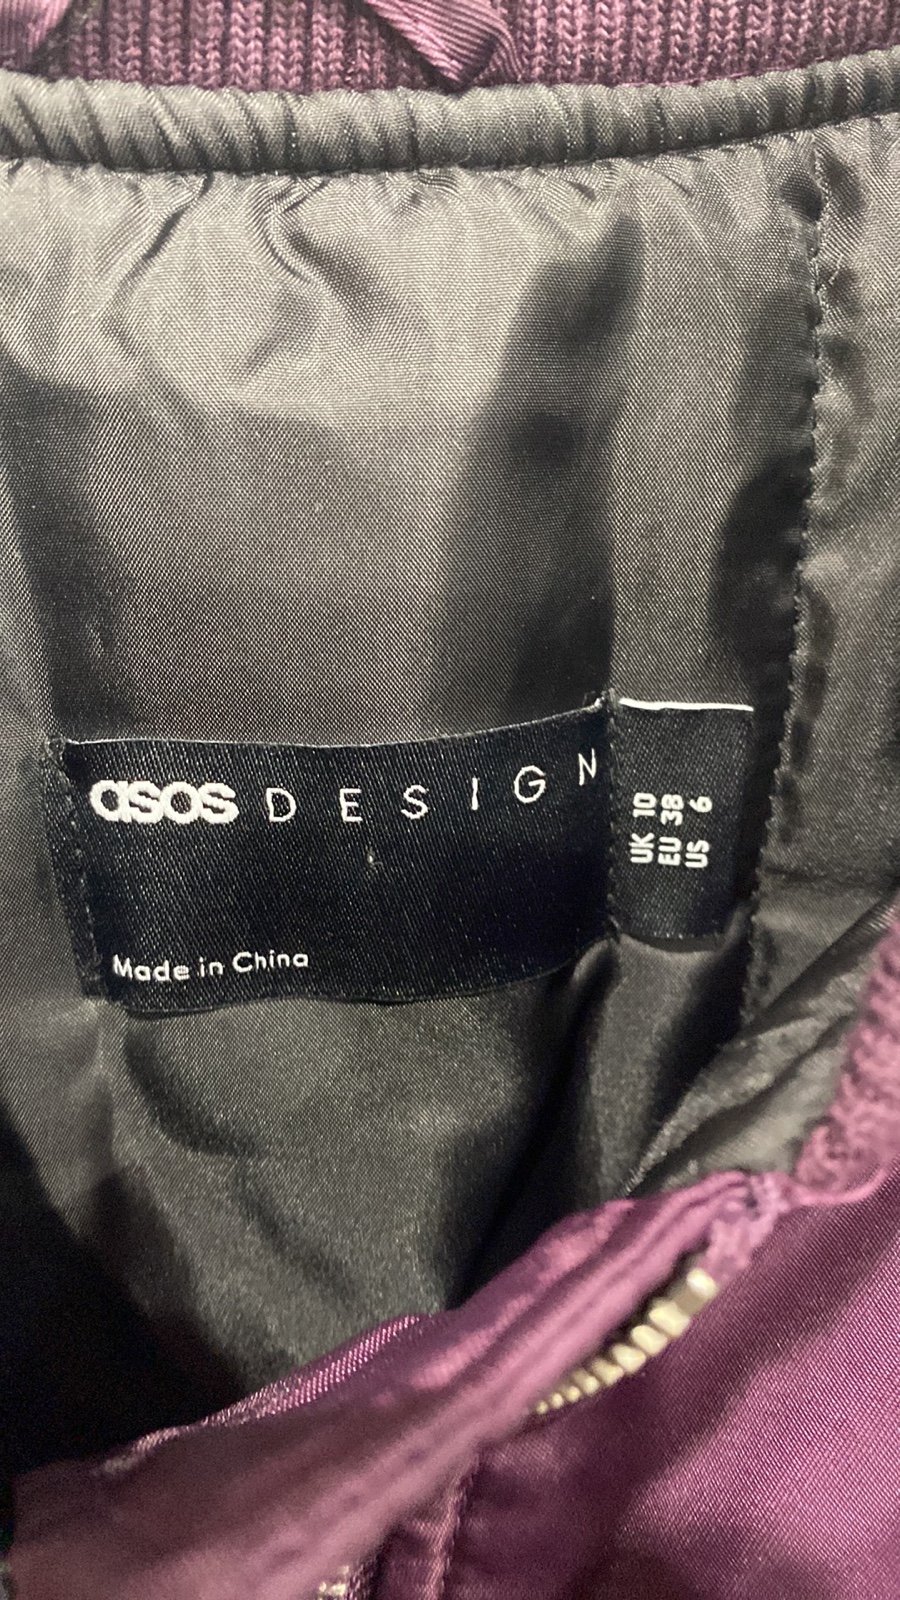 asos DESIGN
Made in China
UK 10
EU 38
US 6